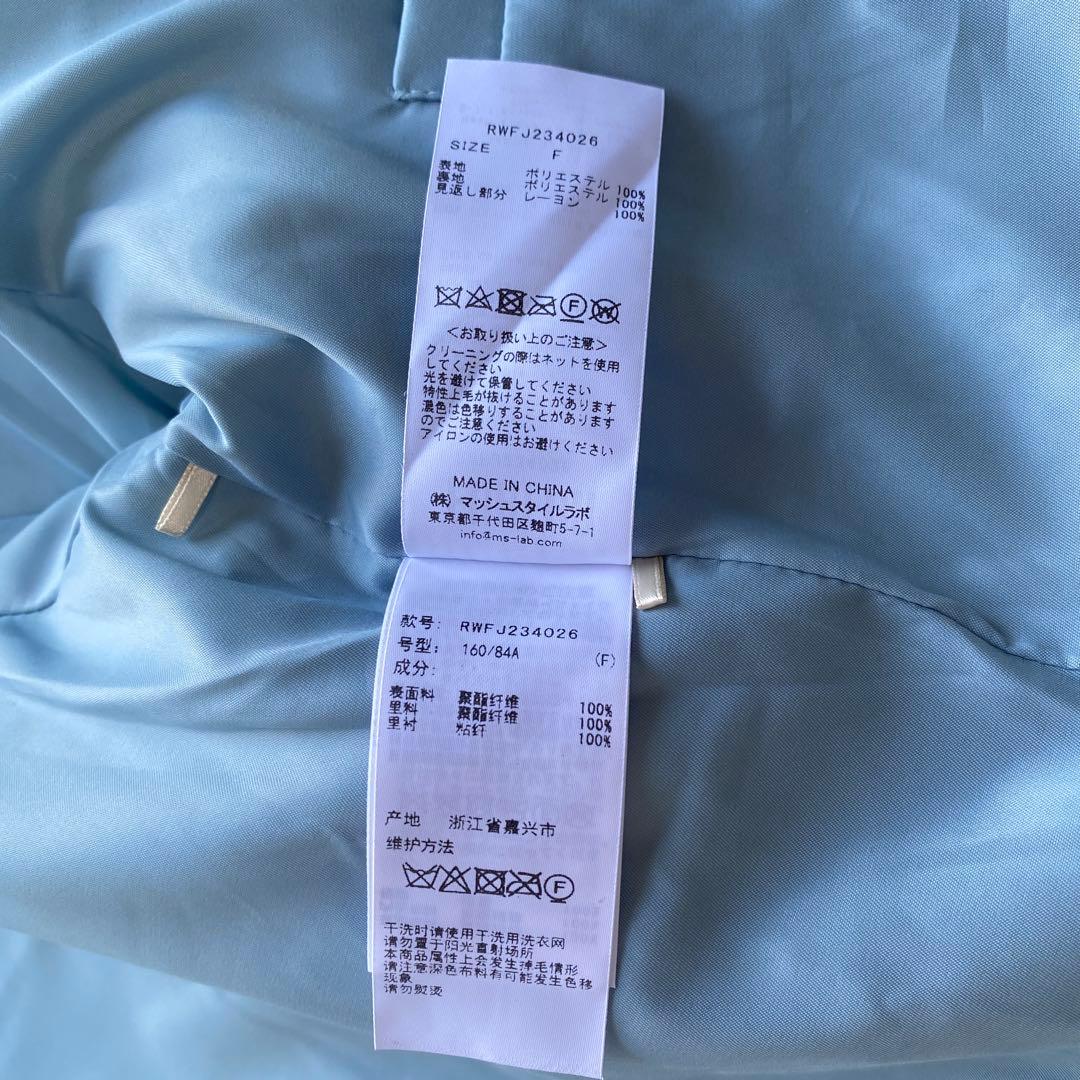 RWFJ234026
SIZE F
表地 ポリエステル 100%
裏地 ポリエステル 100%
見返し部分 レーヨン 100%
F W
<お取り扱い上のご注意>
クリーニングの際はネットを使用
してください
光を避けて保管してください
特性上毛が抜けることがあります
濃色は色移りすることがあります
のでご注意ください
アイロンの使用はお避けください
MADE IN CHINA
(株) マッシュスタイルラボ
東京都千代田区麹町5-7-1
info@ms-lab.com
款号: RWFJ234026
号型: 160/84A (F)
成分:
表面料 聚酯纤维 100%
里料 聚酯纤维 100%
里衬 粘纤 100%
产地 浙江省嘉兴市
维护方法
F
干洗时请使用干洗用洗衣网
请勿置于阳光直射场所
本商品属性上会发生掉毛情形
请注意深色布料有可能发生色移
现象
请勿熨烫